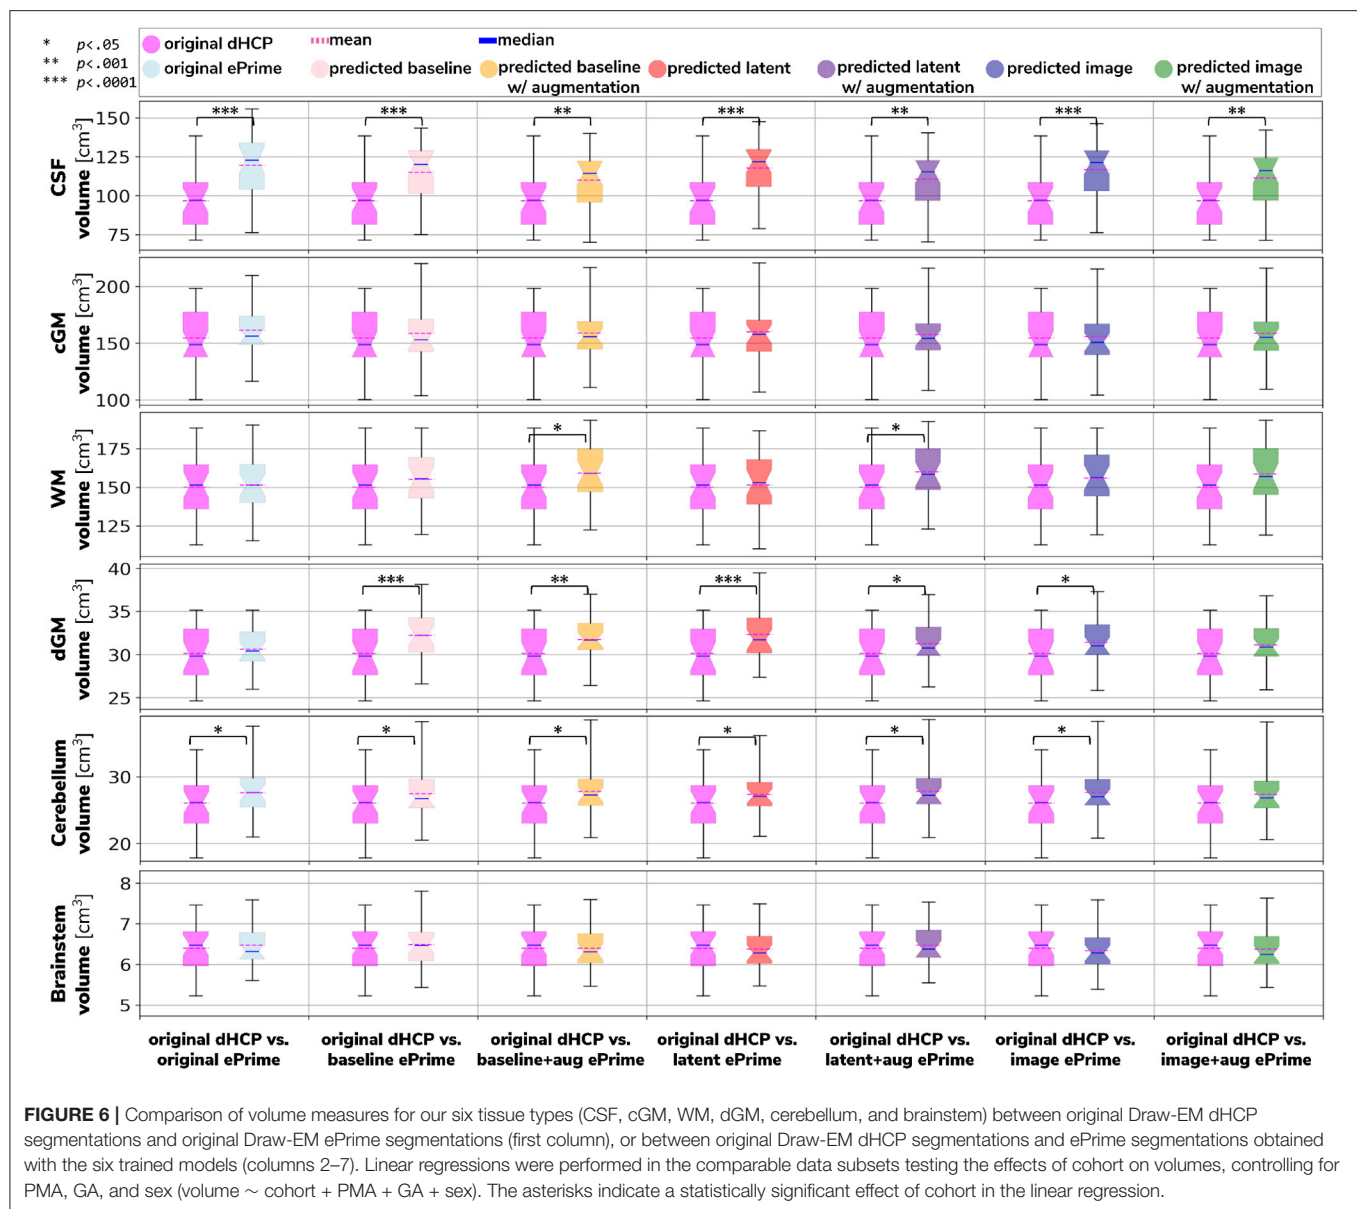 * p<.05
** p<.001
*** p<.0001
original dHCP mean median
original ePrime predicted baseline predicted baseline w/ augmentation predicted latent predicted latent w/ augmentation predicted image predicted image w/ augmentation
CSF
volume [cm³]
150
125
100
75
*** *** ** *** ** *** **
cGM
volume [cm³]
200
150
100
WM
volume [cm³]
175
150
125
* *
dGM
volume [cm³]
40
35
30
25
*** ** *** * *
Cerebellum
volume [cm³]
30
20
* * * * * *
Brainstem
volume [cm³]
8
7
6
5
original dHCP vs. original ePrime
original dHCP vs. baseline ePrime
original dHCP vs. baseline+aug ePrime
original dHCP vs. latent ePrime
original dHCP vs. latent+aug ePrime
original dHCP vs. image ePrime
original dHCP vs. image+aug ePrime
FIGURE 6 | Comparison of volume measures for our six tissue types (CSF, cGM, WM, dGM, cerebellum, and brainstem) between original Draw-EM dHCP
segmentations and original Draw-EM ePrime segmentations (first column), or between original Draw-EM dHCP segmentations and ePrime segmentations obtained
with the six trained models (columns 2–7). Linear regressions were performed in the comparable data subsets testing the effects of cohort on volumes, controlling for
PMA, GA, and sex (volume ∼ cohort + PMA + GA + sex). The asterisks indicate a statistically significant effect of cohort in the linear regression.